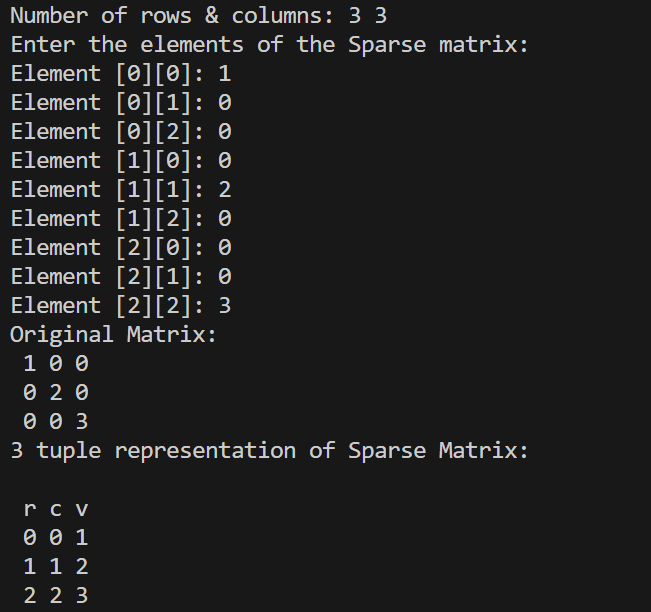 Number of rows & columns: 3 3
Enter the elements of the Sparse matrix:
Element [0][0]: 1
Element [0][1]: 0
Element [0][2]: 0
Element [1][0]: 0
Element [1][1]: 2
Element [1][2]: 0
Element [2][0]: 0
Element [2][1]: 0
Element [2][2]: 3
Original Matrix:
1 0 0
0 2 0
0 0 3
3 tuple representation of Sparse Matrix:
r c v
0 0 1
1 1 2
2 2 3